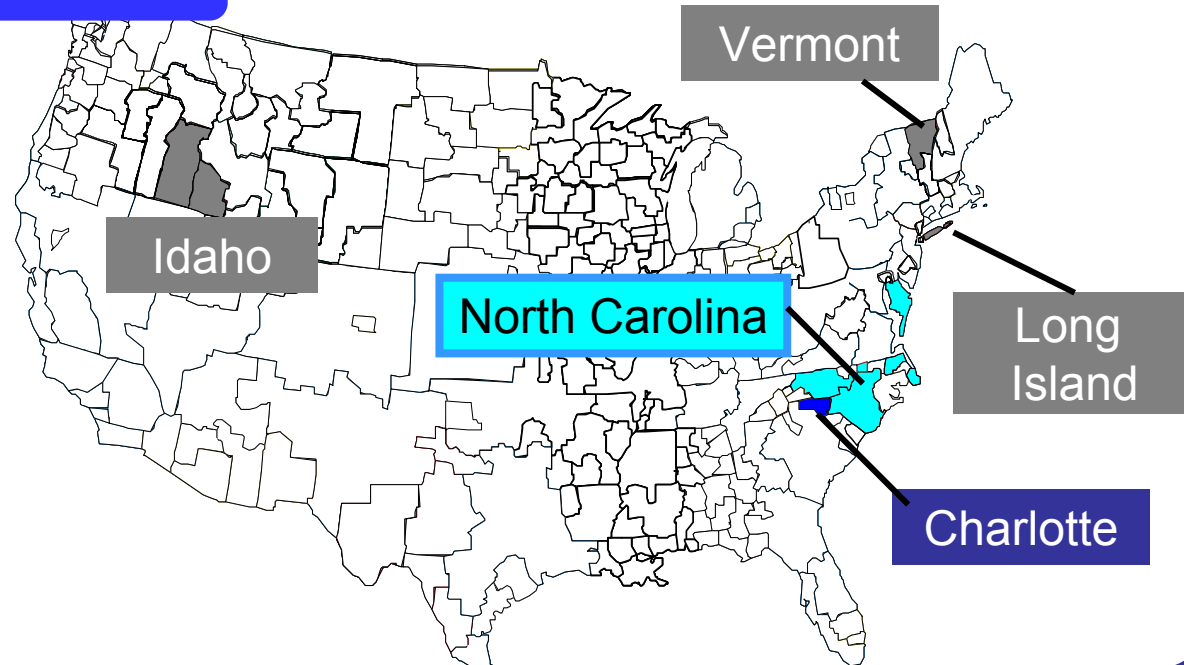 Vermont
Idaho
North Carolina
Long
Island
Charlotte